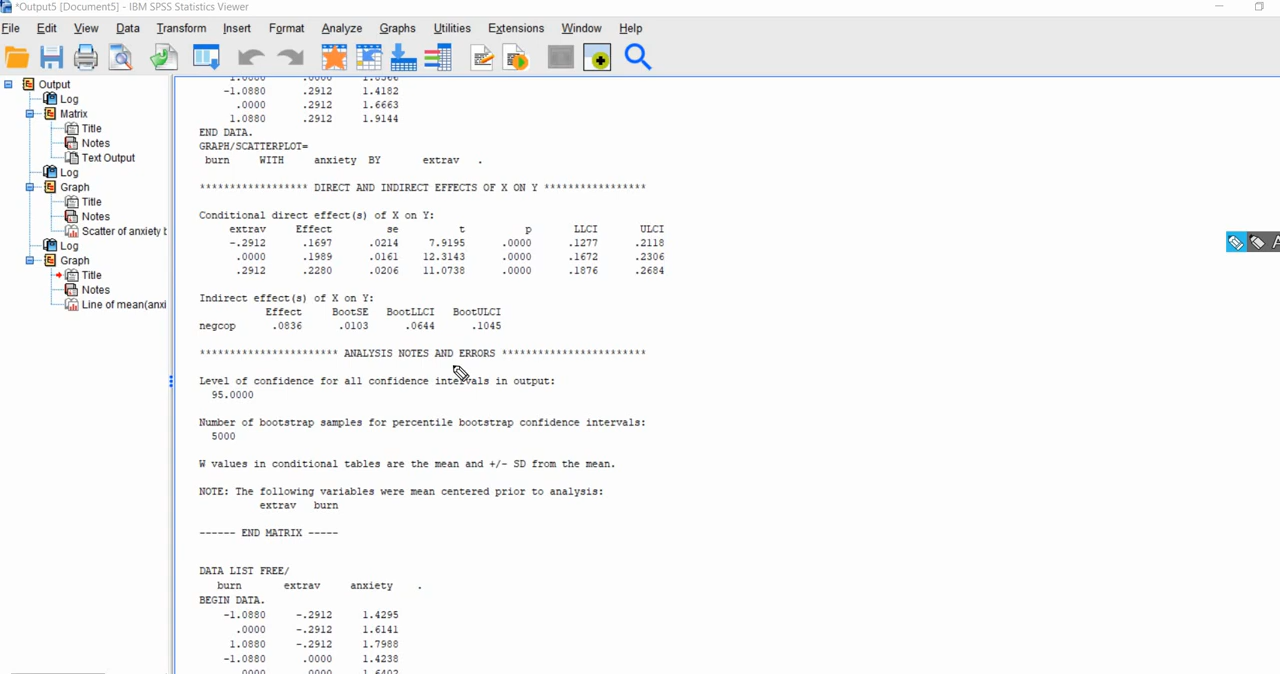 *Output5 [Document5] - IBM SPSS Statistics Viewer
File Edit View Data Transform Insert Format Analyze Graphs Utilities Extensions Window Help
Output
Log
Matrix
Title
Notes
Text Output
Log
Graph
Title
Notes
Scatter of anxiety b
Log
Graph
Title
Notes
Line of mean(anxi
-1.0880 .2912 1.4182
.0000 .2912 1.6663
1.0880 .2912 1.9144
END DATA.
GRAPH/SCATTERPLOT=
burn WITH anxiety BY extrav .
****************** DIRECT AND INDIRECT EFFECTS OF X ON Y *****************
Conditional direct effect(s) of X on Y:
extrav Effect se t p LLCI ULCI
-.2912 .1697 .0214 7.9195 .0000 .1277 .2118
.0000 .1989 .0161 12.3143 .0000 .1672 .2306
.2912 .2280 .0206 11.0738 .0000 .1876 .2684
Indirect effect(s) of X on Y:
Effect BootSE BootLLCI BootULCI
negcop .0836 .0103 .0644 .1045
*********************** ANALYSIS NOTES AND ERRORS ************************
Level of confidence for all confidence intervals in output:
95.0000
Number of bootstrap samples for percentile bootstrap confidence intervals:
5000
W values in conditional tables are the mean and +/- SD from the mean.
NOTE: The following variables were mean centered prior to analysis:
extrav burn
------ END MATRIX -----
DATA LIST FREE/
burn extrav anxiety .
BEGIN DATA.
-1.0880 -.2912 1.4295
.0000 -.2912 1.6141
1.0880 -.2912 1.7988
-1.0880 .0000 1.4238
A